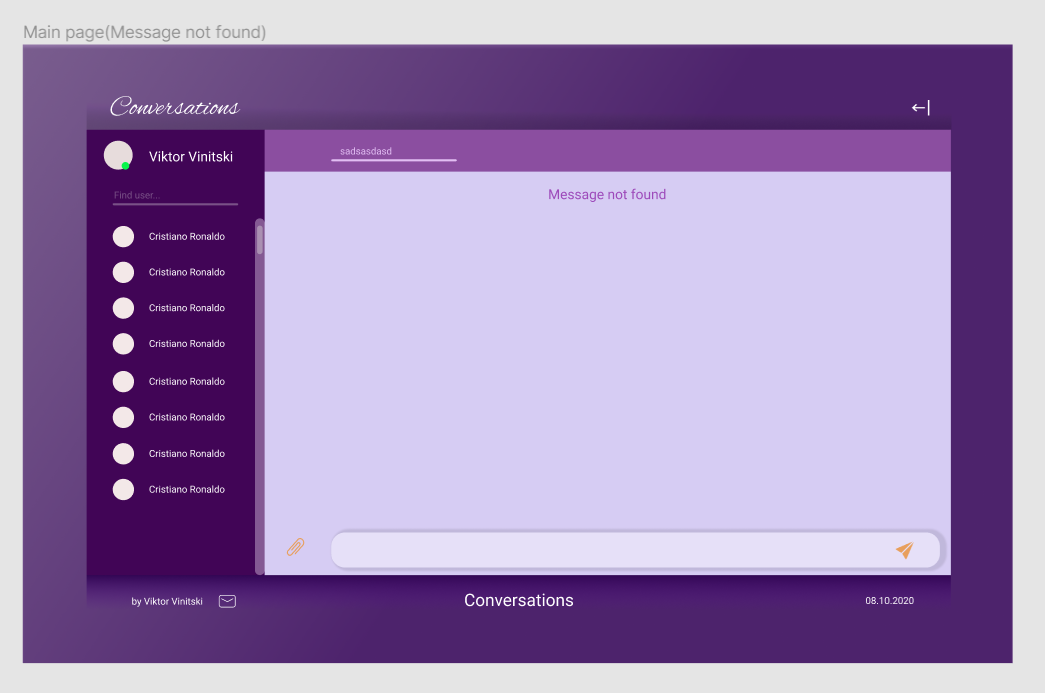 Main page(Message not found)
Conversations
Viktor Vinitski
sadsasdasd
Find user...
Message not found
Cristiano Ronaldo
Cristiano Ronaldo
Cristiano Ronaldo
Cristiano Ronaldo
Cristiano Ronaldo
Cristiano Ronaldo
Cristiano Ronaldo
Cristiano Ronaldo
by Viktor Vinitski
Conversations
08.10.2020